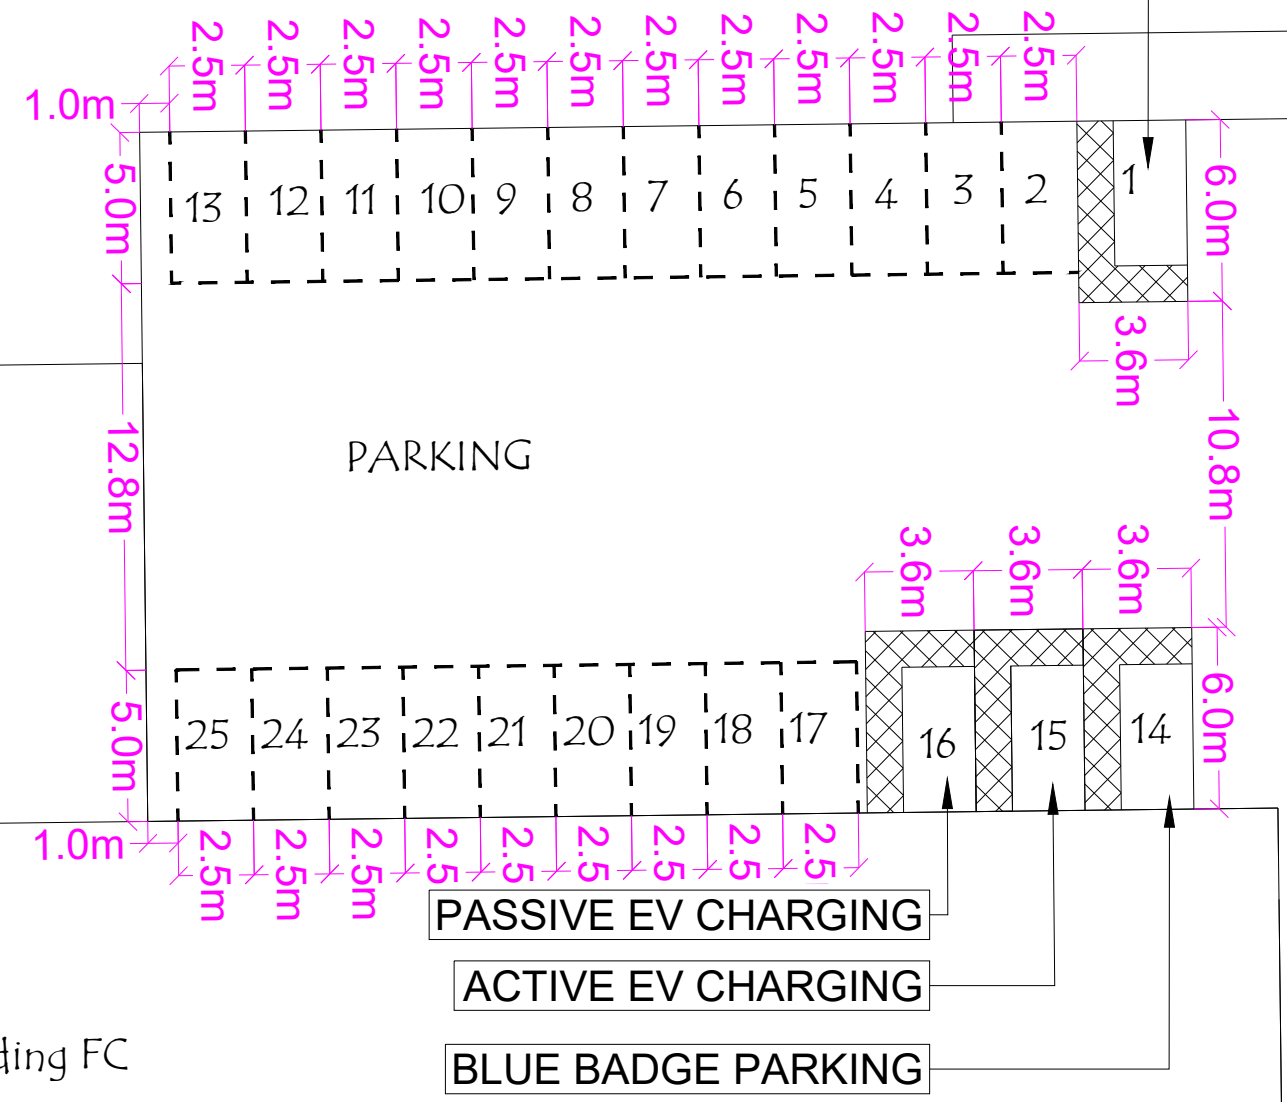 2.5m 2.5m 2.5m 2.5m 2.5m 2.5m 2.5m 2.5m 2.5m 2.5m 2.5m 2.5m
1.0m
5.0m
13 12 11 10 9 8 7 6 5 4 3 2 1
6.0m
3.6m
12.8m
PARKING
10.8m
3.6m 3.6m 3.6m
5.0m
25 24 23 22 21 20 19 18 17 16 15 14
6.0m
1.0m
2.5m 2.5m 2.5m 2.5 2.5 2.5 2.5 2.5 2.5
PASSIVE EV CHARGING
ACTIVE EV CHARGING
BLUE BADGE PARKING
ding FC